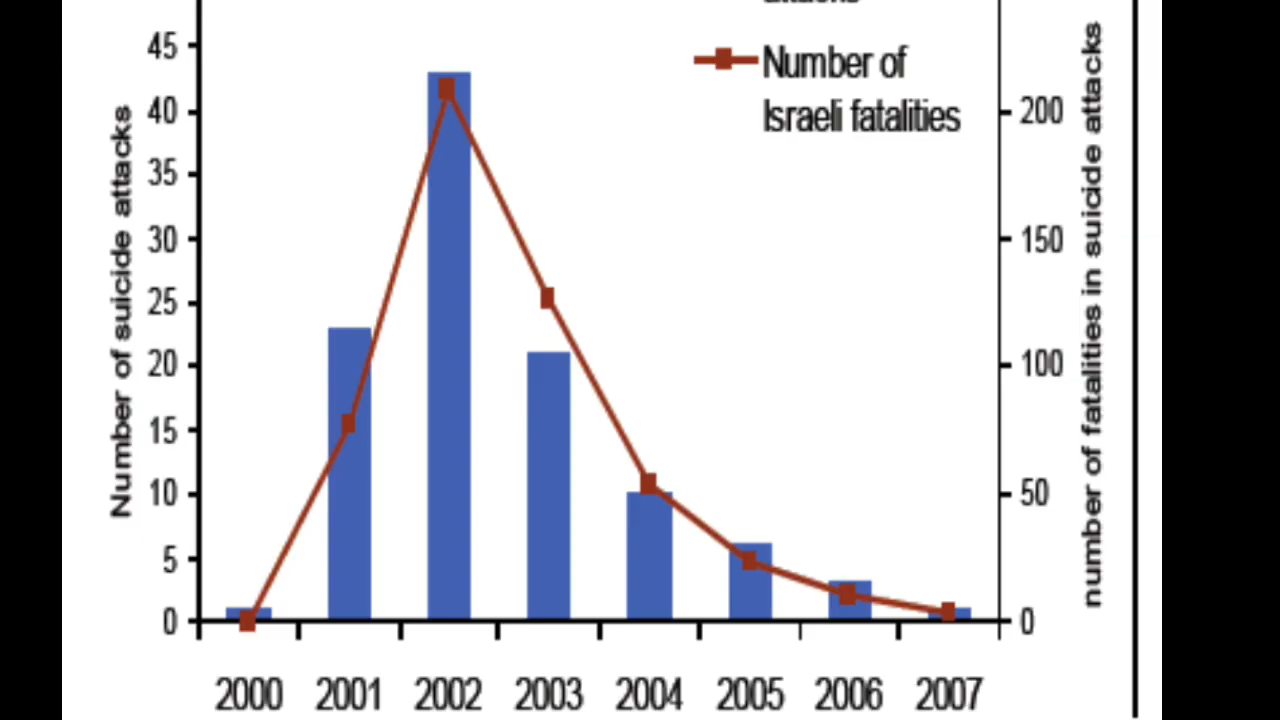 attacks
Number of
Israeli fatalities
Number of suicide attacks
45
40
35
30
25
20
15
10
5
0
200
150
100
50
0
number of fatalities in suicide attacks
2000 2001 2002 2003 2004 2005 2006 2007